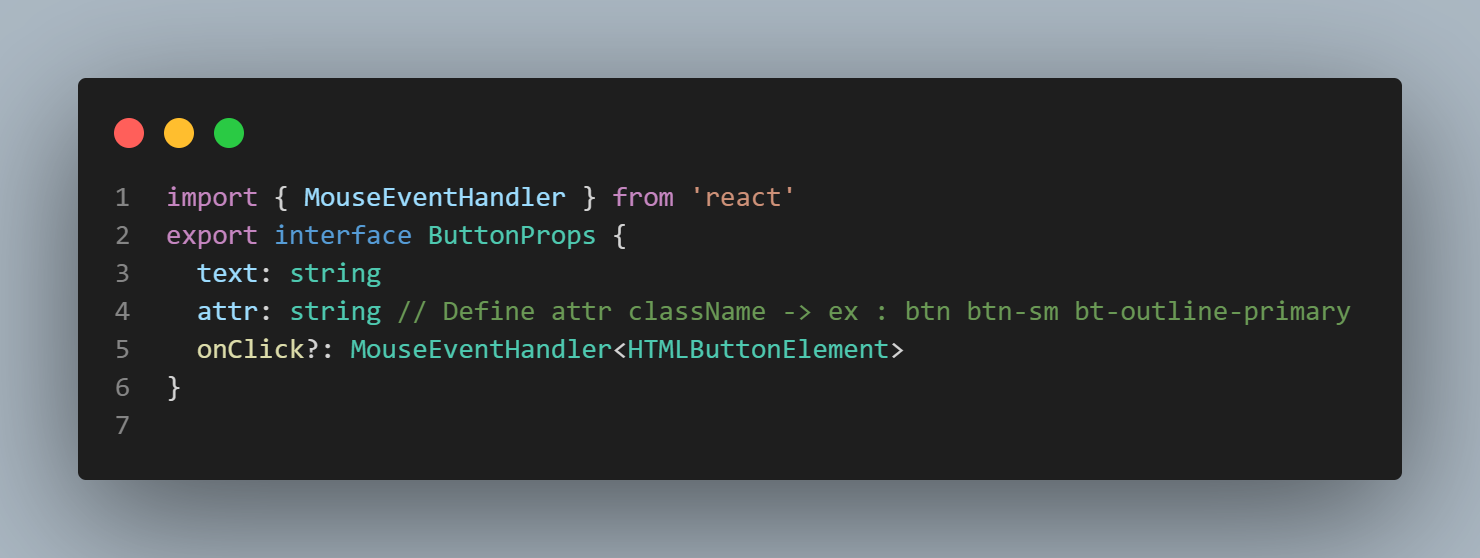 1 import { MouseEventHandler } from 'react'
2 export interface ButtonProps {
3   text: string
4   attr: string // Define attr className -> ex : btn btn-sm bt-outline-primary
5   onClick?: MouseEventHandler<HTMLButtonElement>
6 }
7